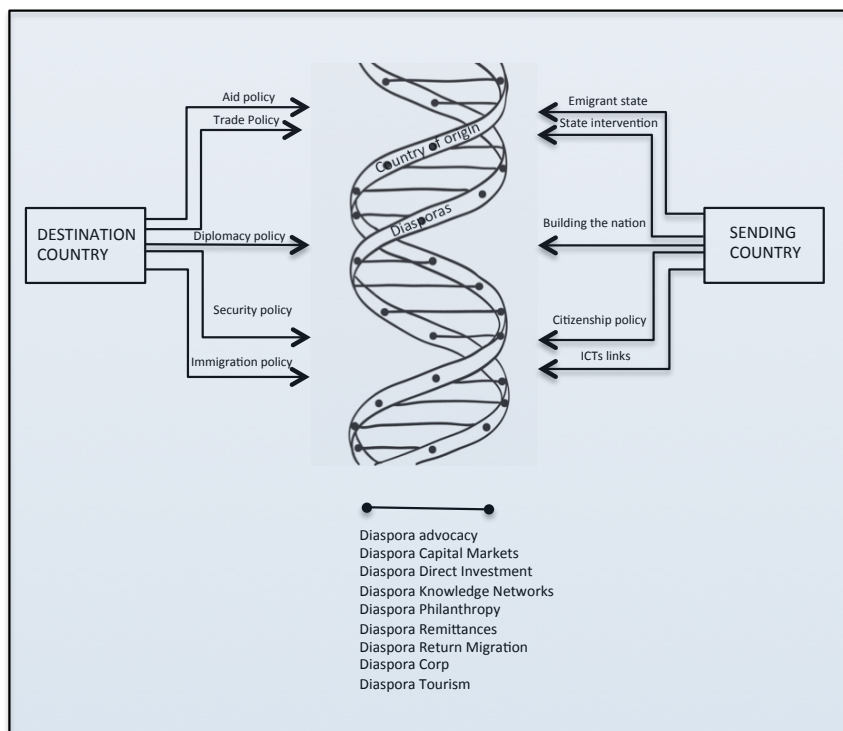 Aid policy
Trade Policy
DESTINATION
COUNTRY
Diplomacy policy
Security policy
Immigration policy
Country of origin
Diasporas
Emigrant state
State intervention
Building the nation
SENDING
COUNTRY
Citizenship policy
ICTs links
Diaspora advocacy
Diaspora Capital Markets
Diaspora Direct Investment
Diaspora Knowledge Networks
Diaspora Philanthropy
Diaspora Remittances
Diaspora Return Migration
Diaspora Corp
Diaspora Tourism